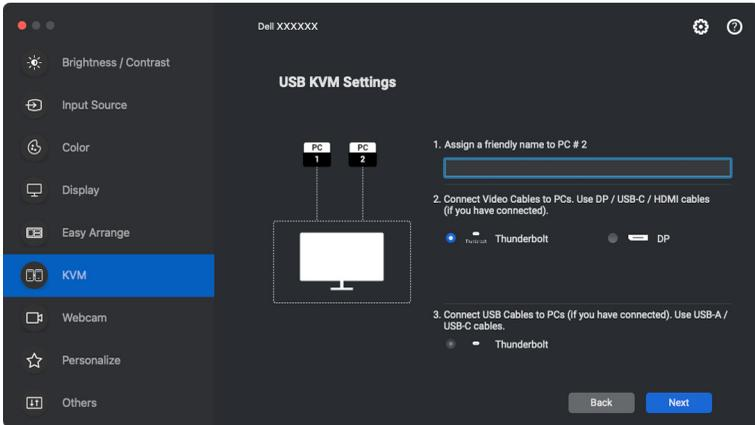 Dell XXXXXX
Brightness / Contrast
Input Source
Color
Display
Easy Arrange
KVM
Webcam
Personalize
Others
USB KVM Settings
PC
1
PC
2
1. Assign a friendly name to PC # 2
2. Connect Video Cables to PCs. Use DP / USB-C / HDMI cables
(if you have connected).
Thunderbolt Thunderbolt
DP
3. Connect USB Cables to PCs (if you have connected). Use USB-A /
USB-C cables.
Thunderbolt
Back
Next